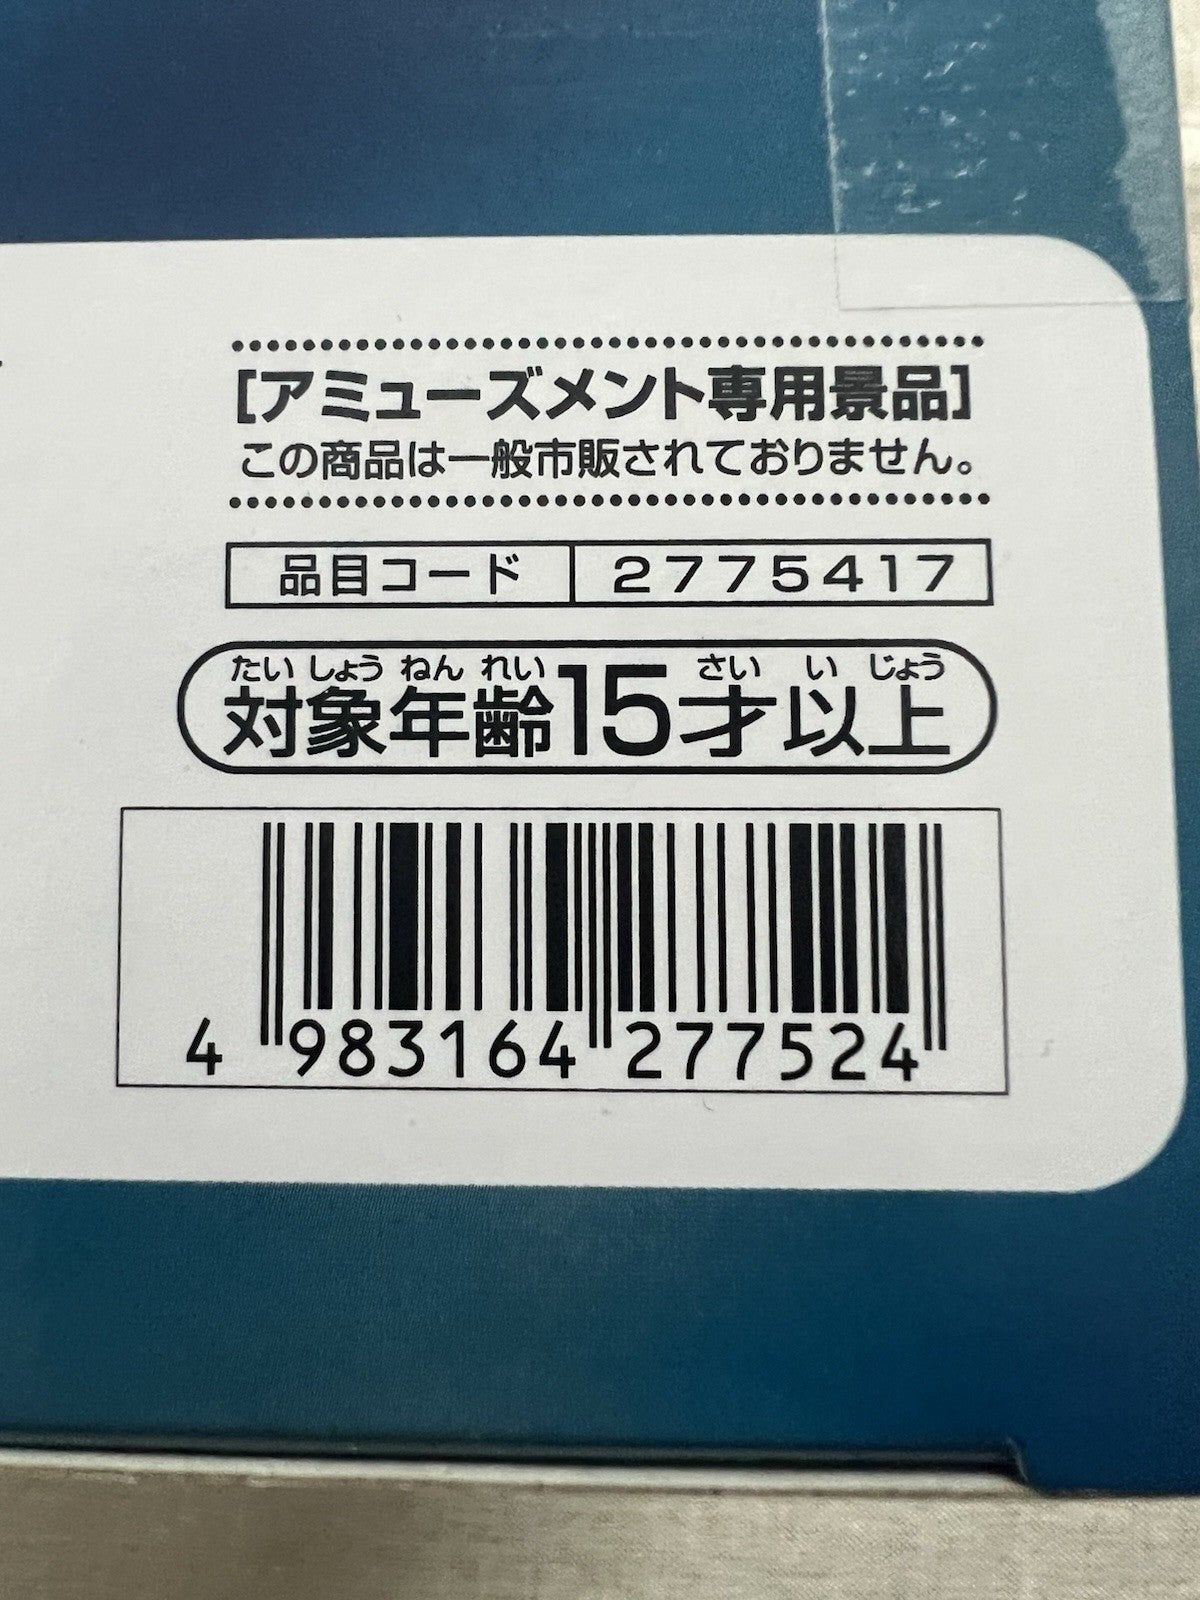 [アミューズメント専用景品]
この商品は一般市販されておりません。
品目コード 2775417
たい しょう ねん れい さい い じょう
対象年齢15才以上
4 983164 277524